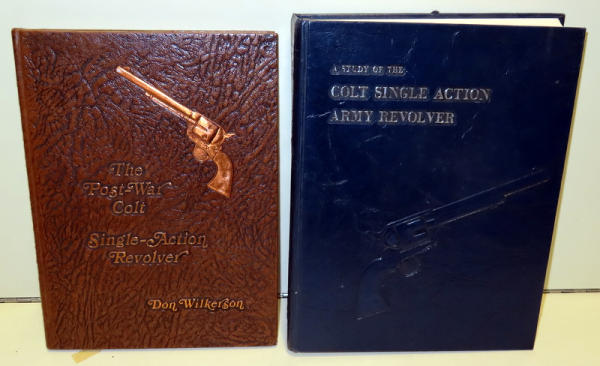 The
Post-War
Colt
Single-Action
Revolver
Don Wilkerson
A STUDY OF THE
COLT SINGLE ACTION
ARMY REVOLVER